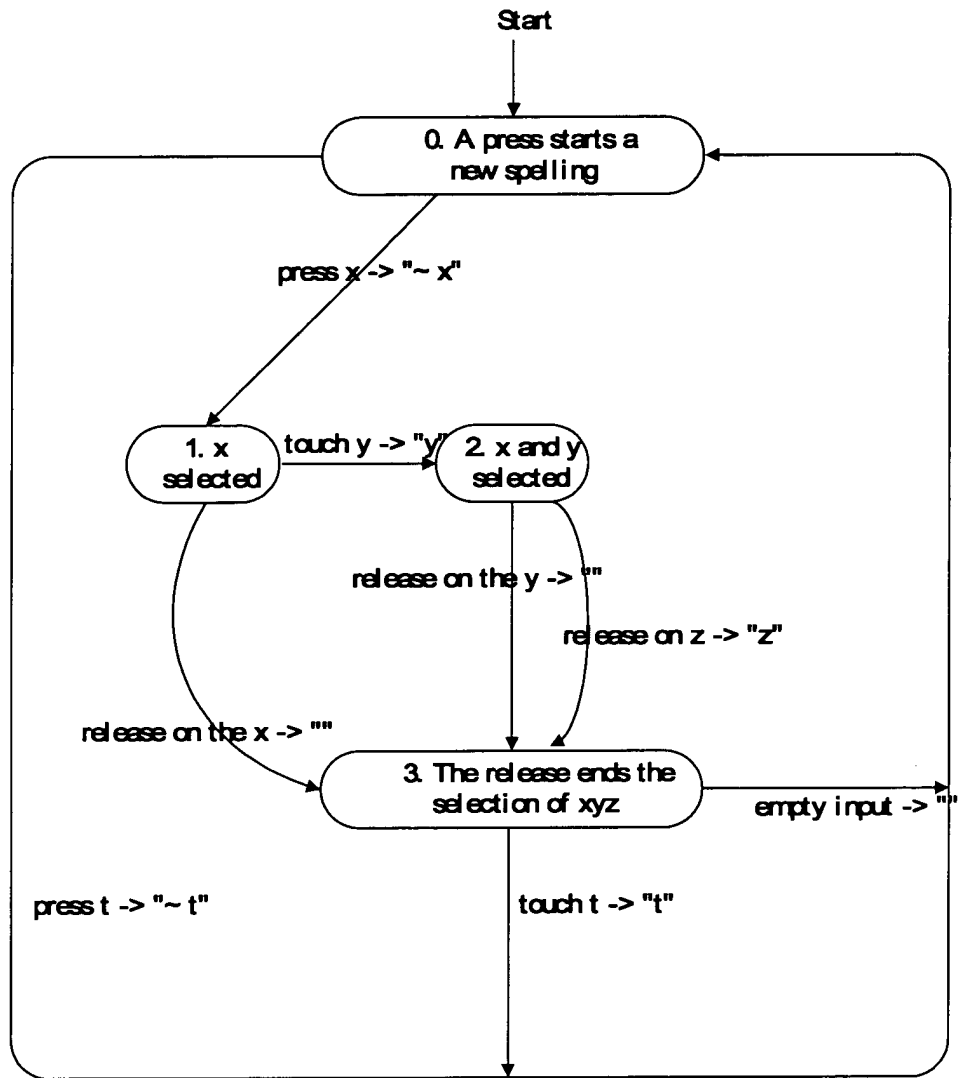 Start
0. A press starts a
new spelling
press x -> "~ x"
1. x
selected
touch y -> "y"
2. x and y
selected
release on the y -> ""
release on z -> "z"
release on the x -> ""
3. The release ends the
selection of xyz
empty input -> ""
press t -> "~ t"
touch t -> "t"